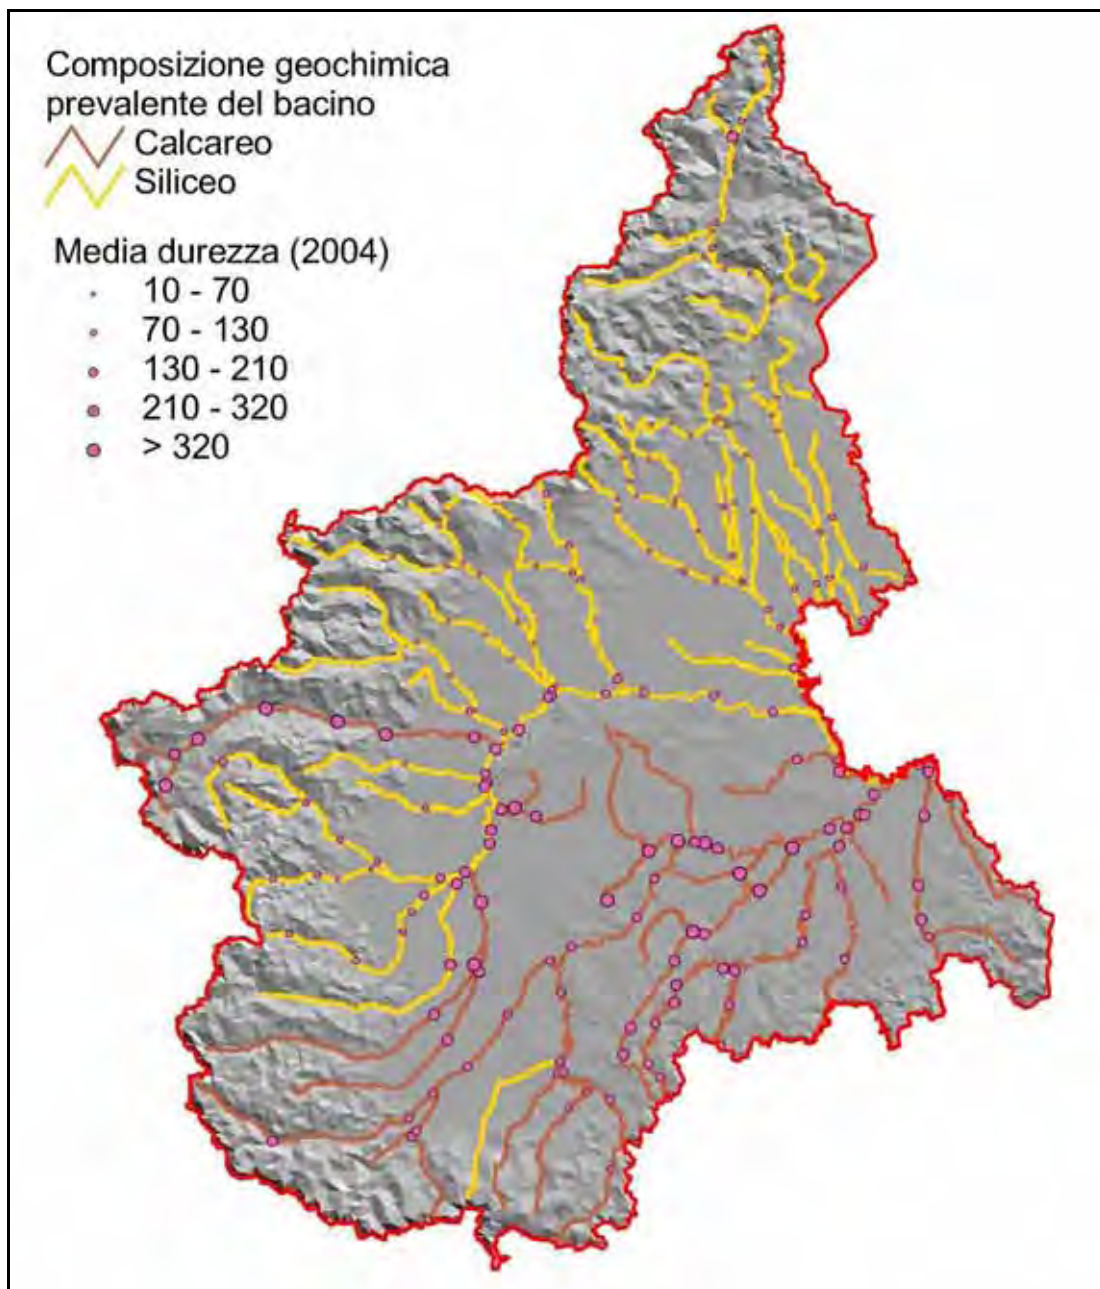 Composizione geochimica
prevalente del bacino
Calcareo
Siliceo
Media durezza (2004)
10 - 70
70 - 130
130 - 210
210 - 320
> 320